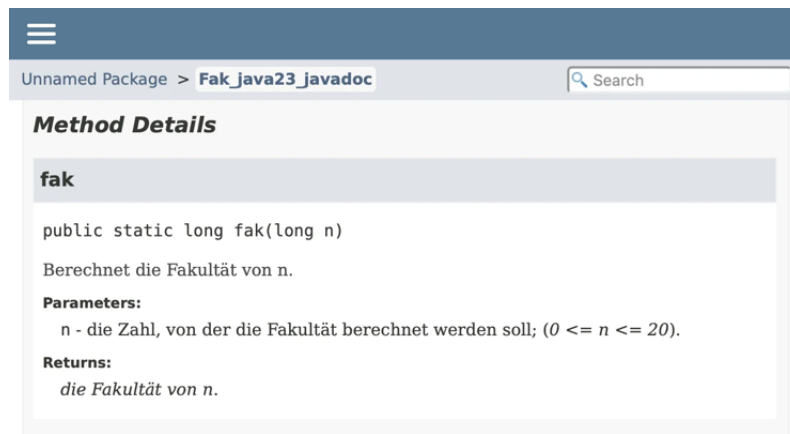 Unnamed Package > Fak_java23_javadoc
Search
Method Details
fak
public static long fak(long n)
Berechnet die Fakultät von n.
Parameters:
n - die Zahl, von der die Fakultät berechnet werden soll; (0 <= n <= 20).
Returns:
die Fakultät von n.